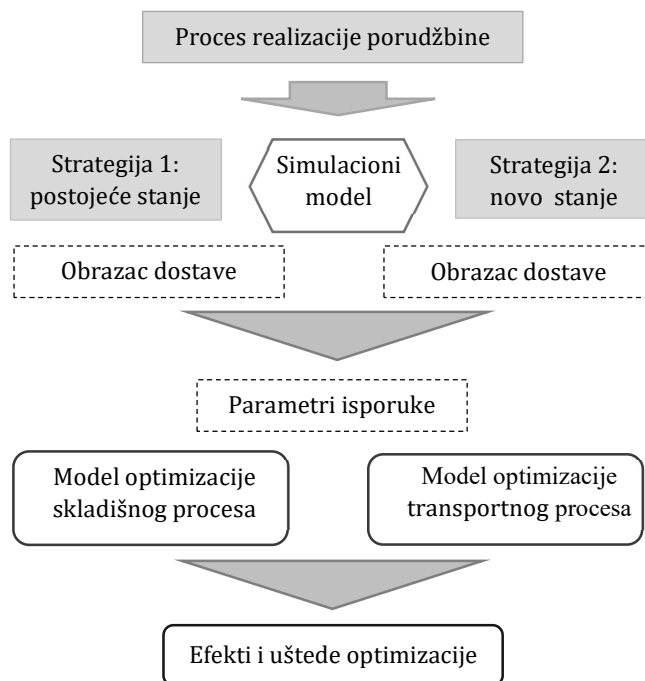 Proces realizacije porudžbine
Strategija 1:
postojeće stanje
Simulacioni
model
Strategija 2:
novo stanje
Obrazac dostave
Obrazac dostave
Parametri isporuke
Model optimizacije
skladišnog procesa
Model optimizacije
transportnog procesa
Efekti i uštede optimizacije